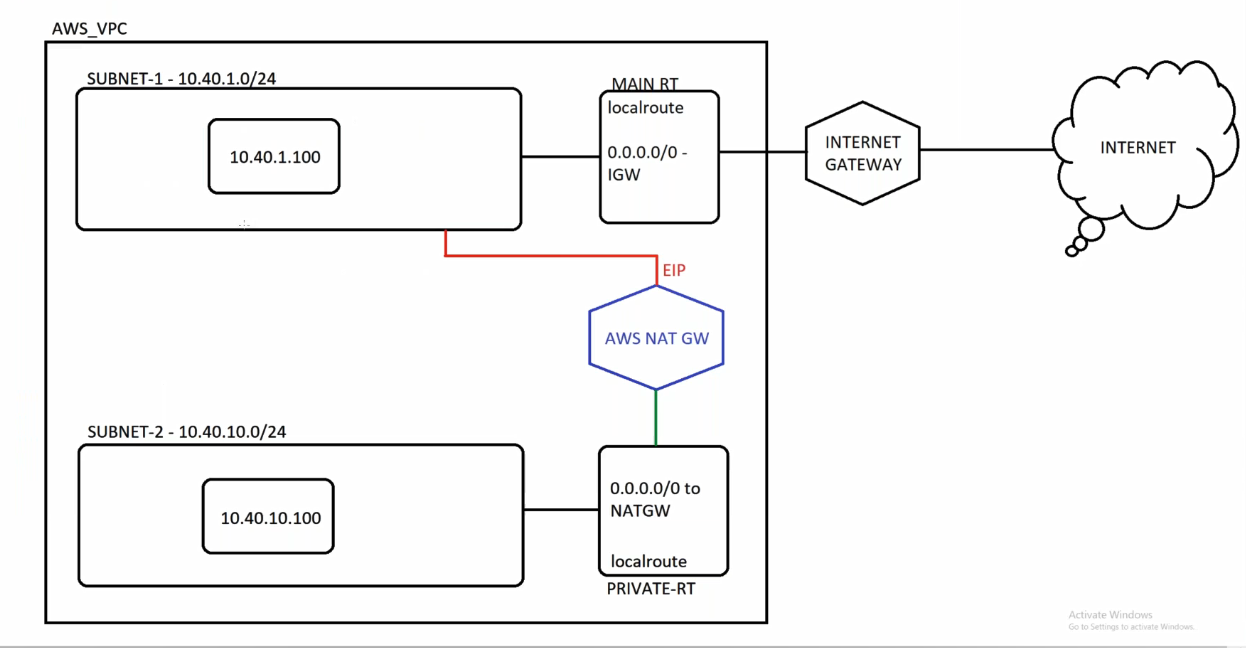 AWS_VPC
SUBNET-1 - 10.40.1.0/24
10.40.1.100
MAIN RT
localroute
0.0.0.0/0 -
IGW
INTERNET
GATEWAY
INTERNET
EIP
AWS NAT GW
SUBNET-2 - 10.40.10.0/24
10.40.10.100
0.0.0.0/0 to
NATGW
localroute
PRIVATE-RT
Activate Windows
Go to Settings to activate Windows.